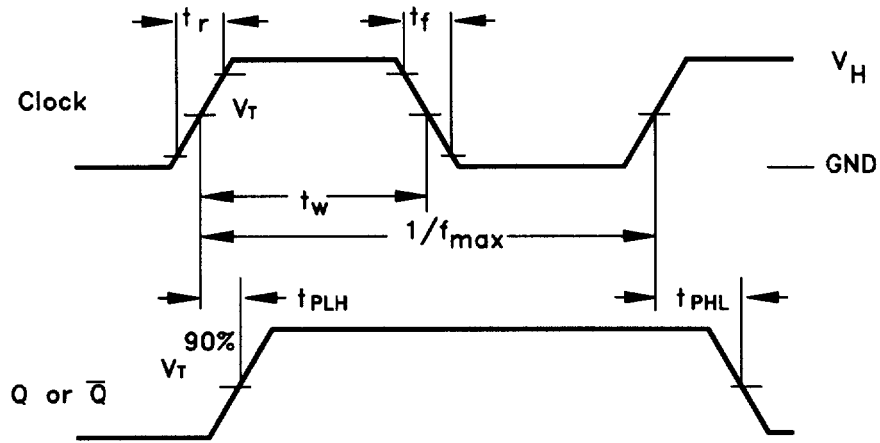 tr
tf
VH
Clock
VT
GND
tw
1/fmax
tPLH
tPHL
90%
VT
Q or Q̅